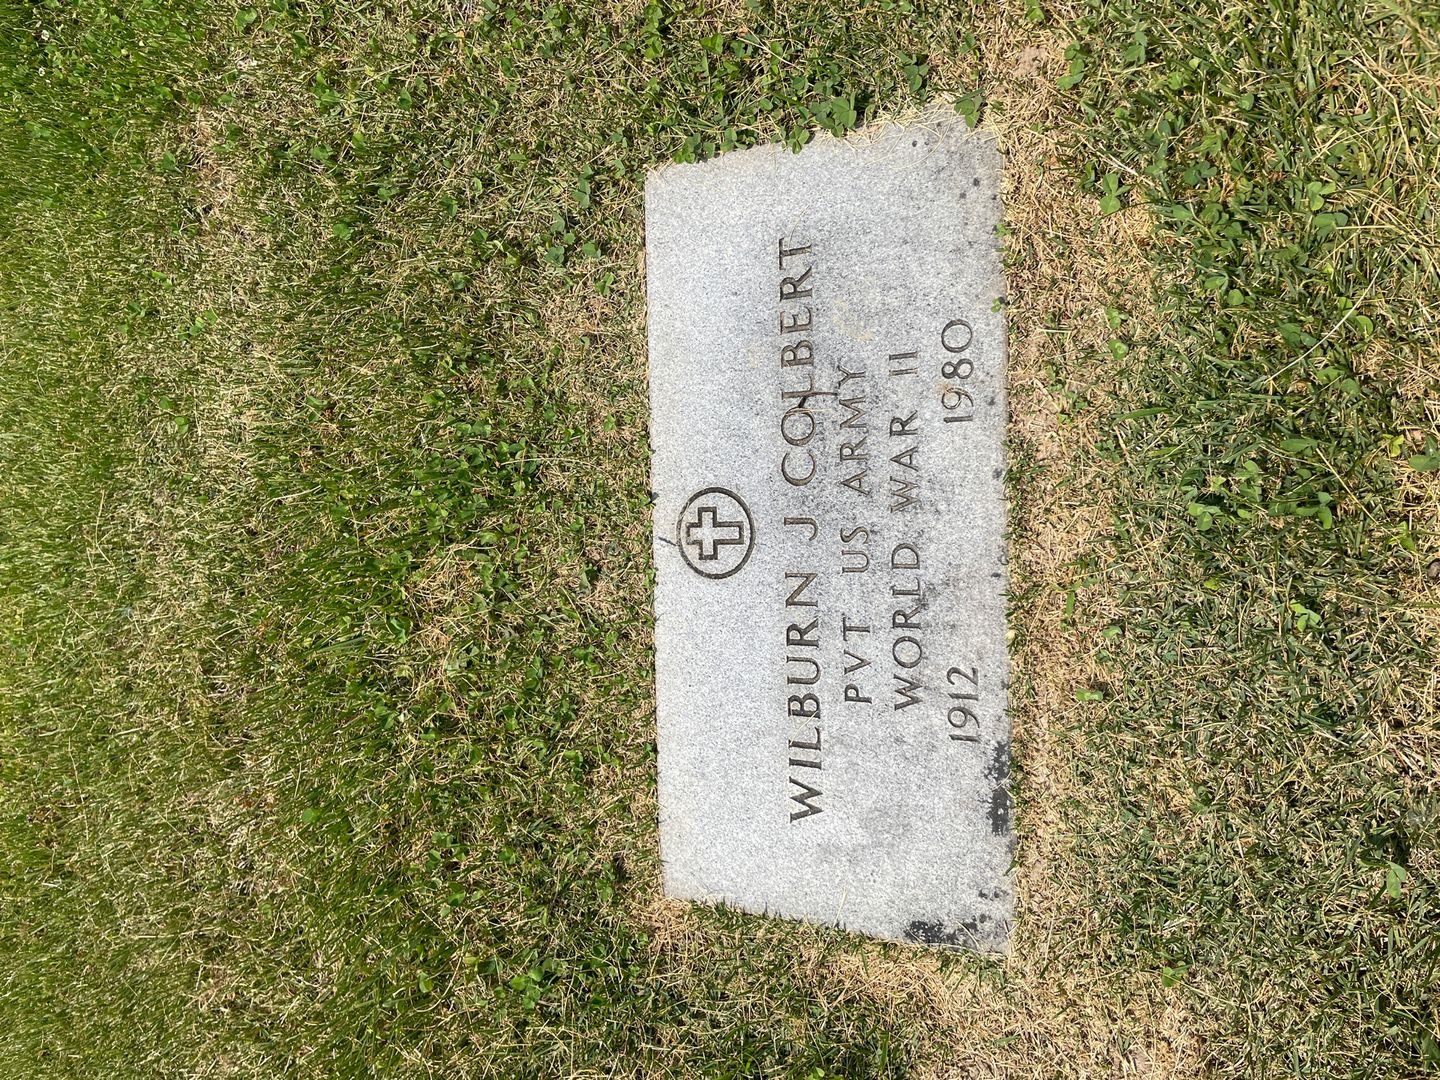 WILBURN J COLBERT
PVT US ARMY
WORLD WAR II
1912 1980